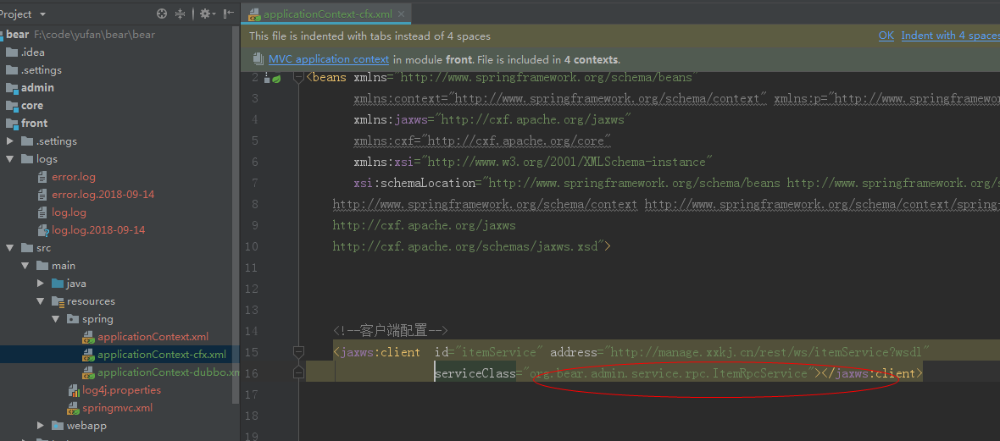 Project
applicationContext-cfx.xml
bear F:\code\yufan\bear\bear
.idea
.settings
admin
core
front
.settings
logs
error.log
error.log.2018-09-14
log.log
log.log.2018-09-14
src
main
java
resources
spring
applicationContext.xml
applicationContext-cfx.xml
applicationContext-dubbo.xm
log4j.properties
springmvc.xml
webapp
This file is indented with tabs instead of 4 spaces
OK Indent with 4 spaces
MVC application context in module front. File is included in 4 contexts.
2 <beans xmlns="http://www.springframework.org/schema/beans"
3 xmlns:context="http://www.springframework.org/schema/context" xmlns:p="http://www.springframework
4 xmlns:jaxws="http://cxf.apache.org/jaxws"
5 xmlns:cxf="http://cxf.apache.org/core"
6 xmlns:xsi="http://www.w3.org/2001/XMLSchema-instance"
7 xsi:schemaLocation="http://www.springframework.org/schema/beans http://www.springframework.org/s
8 http://www.springframework.org/schema/context http://www.springframework.org/schema/context/spring-
9 http://cxf.apache.org/jaxws
10 http://cxf.apache.org/schemas/jaxws.xsd">
11
12
13
14 <!--客户端配置-->
15 <jaxws:client id="itemService" address="http://manage.xxkj.cn/rest/ws/itemService?wsdl"
16 serviceClass="org.bear.admin.service.rpc.ItemRpcService"></jaxws:client>
17
18
19